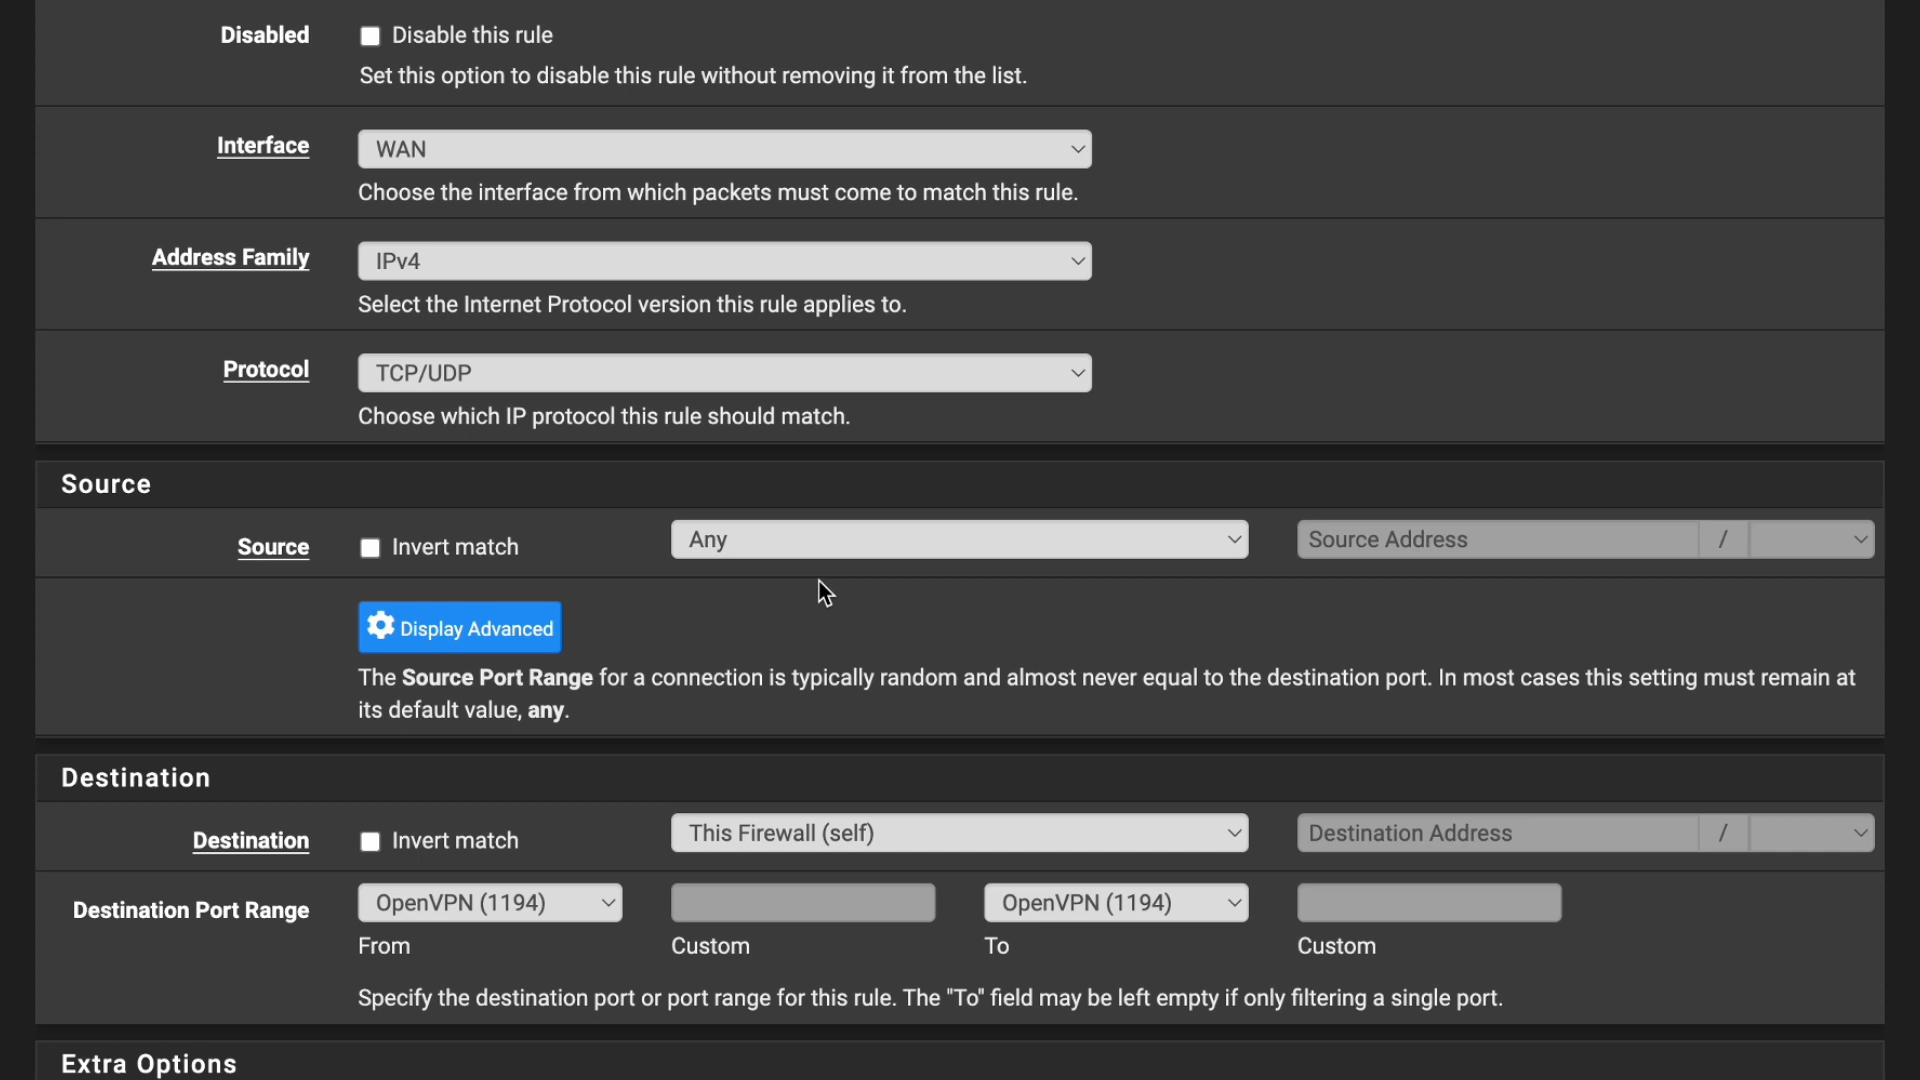 Disabled
Disable this rule
Set this option to disable this rule without removing it from the list.
Interface
WAN
Choose the interface from which packets must come to match this rule.
Address Family
IPv4
Select the Internet Protocol version this rule applies to.
Protocol
TCP/UDP
Choose which IP protocol this rule should match.
Source
Source
Invert match
Any
Source Address
/
Display Advanced
The Source Port Range for a connection is typically random and almost never equal to the destination port. In most cases this setting must remain at
its default value, any.
Destination
Destination
Invert match
This Firewall (self)
Destination Address
/
Destination Port Range
OpenVPN (1194)
OpenVPN (1194)
From
Custom
To
Custom
Specify the destination port or port range for this rule. The "To" field may be left empty if only filtering a single port.
Extra Options